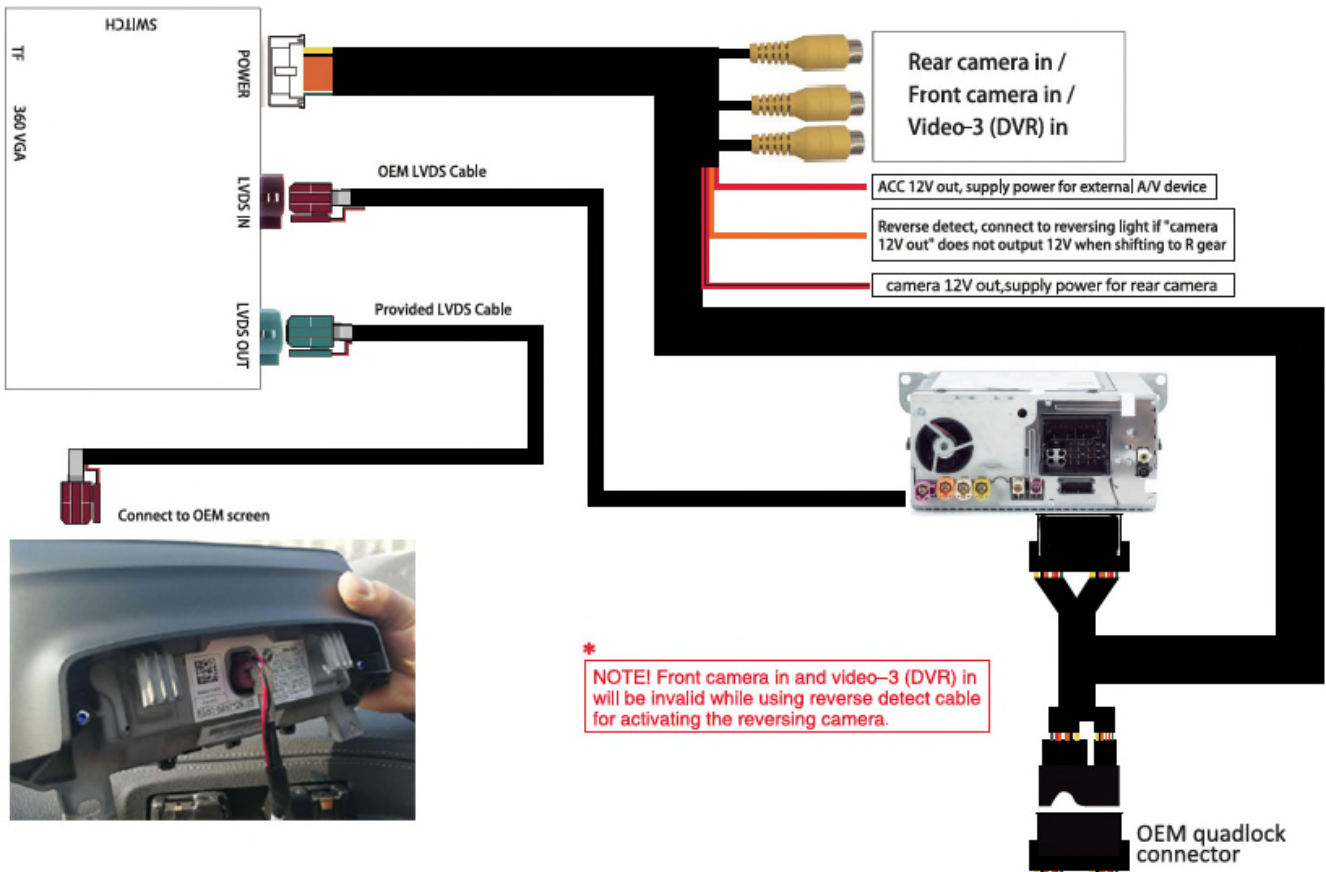 SWITCH
TF
360 VGA
POWER
LVDS IN
LVDS OUT
OEM LVDS Cable
Provided LVDS Cable
Connect to OEM screen
Rear camera in /
Front camera in /
Video-3 (DVR) in
ACC 12V out, supply power for external A/V device
Reverse detect, connect to reversing light if "camera
12V out" does not output 12V when shifting to R gear
camera 12V out,supply power for rear camera
*
NOTE! Front camera in and video–3 (DVR) in
will be invalid while using reverse detect cable
for activating the reversing camera.
OEM quadlock
connector